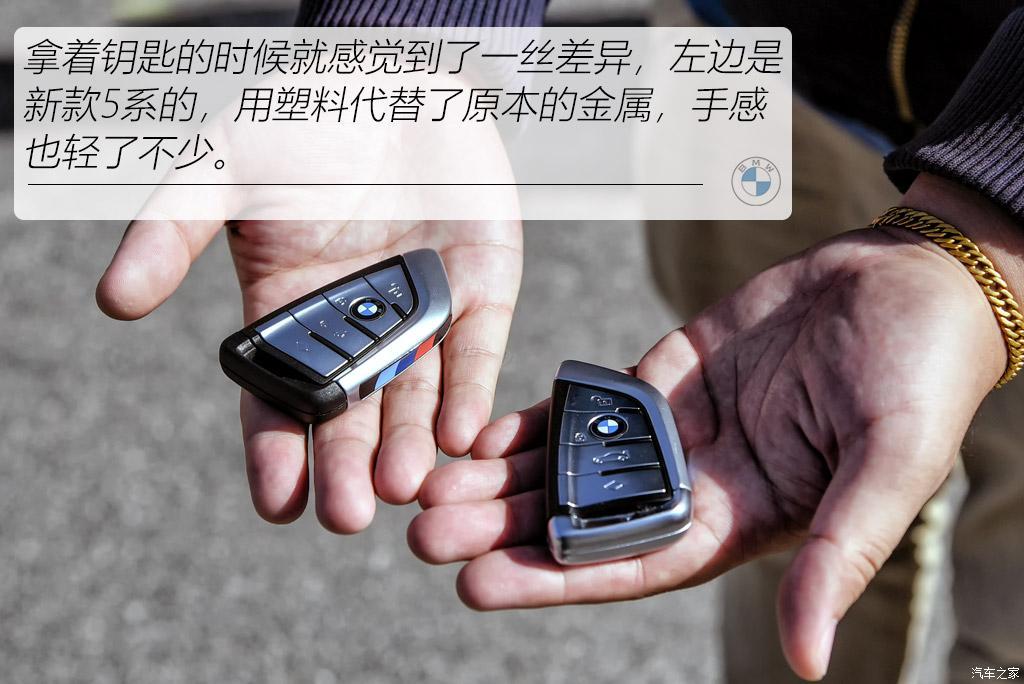 拿着钥匙的时候就感觉到了一丝差异，左边是
新款5系的，用塑料代替了原本的金属，手感
也轻了不少。
BMW
汽车之家